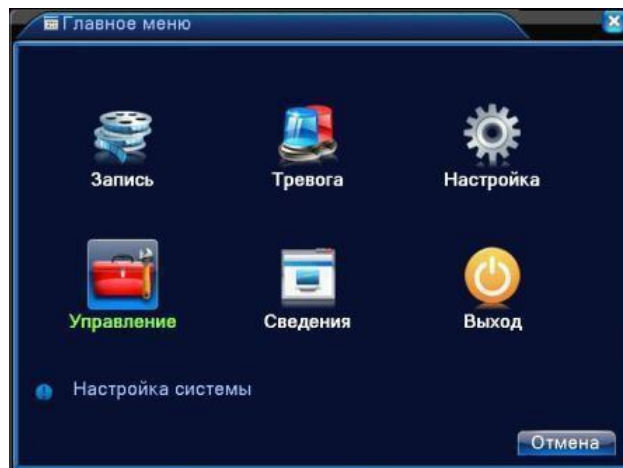 Главное меню
Запись
Тревога
Настройка
Управление
Сведения
Выход
Настройка системы
Отмена